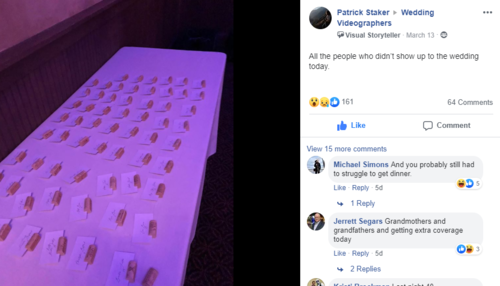 Patrick Staker ▸ Wedding
Videographers
Visual Storyteller · March 13 ·
All the people who didn't show up to the wedding
today.
161
64 Comments
Like
Comment
View 15 more comments
Michael Simons And you probably still had
to struggle to get dinner.
5
Like · Reply · 5d
1 Reply
Jerrett Segars Grandmothers and
grandfathers and getting extra coverage
today
3
Like · Reply · 5d
2 Replies